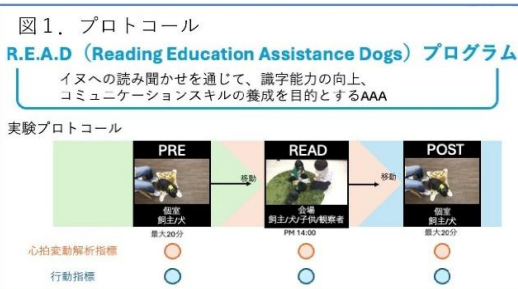 図1．プロトコール
R.E.A.D（Reading Education Assistance Dogs）プログラム
イヌへの読み聞かせを通じて、識字能力の向上、
コミュニケーションスキルの養成を目的とするAAA
実験プロトコール
PRE
READ
POST
移動
移動
個室
飼主/犬
会場
飼主/犬/子供/観察者
個室
飼主/犬
最大20分
PM 14:00
最大20分
心拍変動解析指標
行動指標